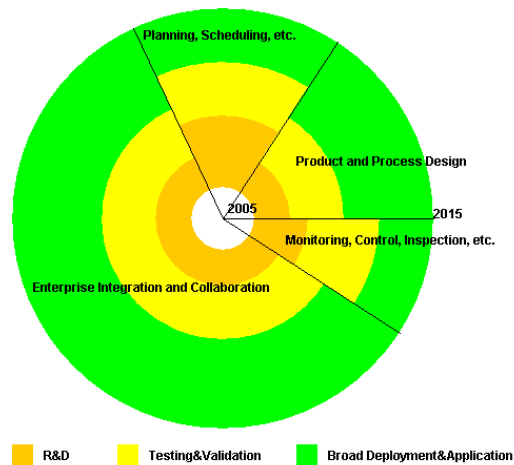 Planning, Scheduling, etc.
Product and Process Design
2005
2015
Monitoring, Control, Inspection, etc.
Enterprise Integration and Collaboration
R&D
Testing&Validation
Broad Deployment&Application